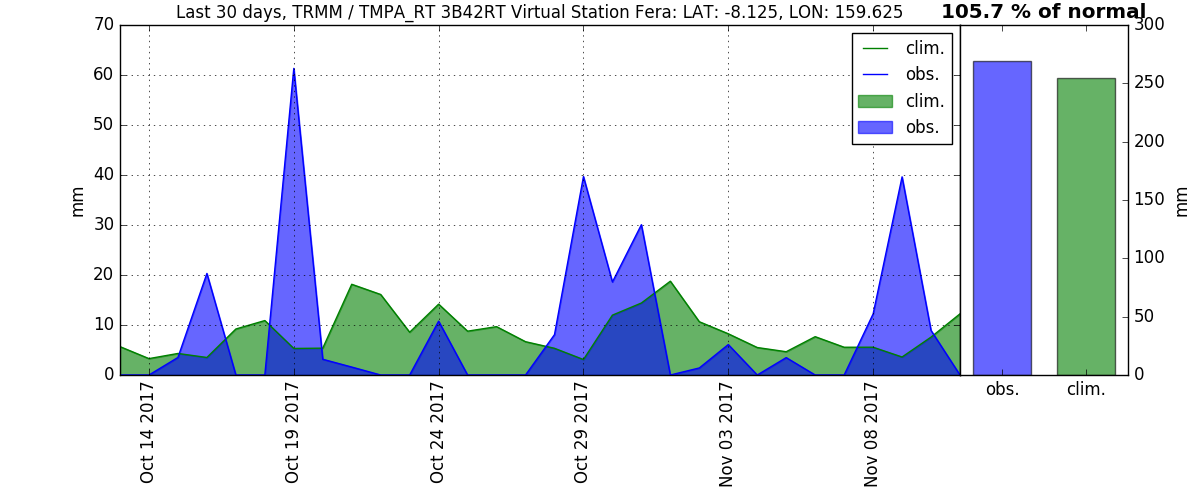 Last 30 days, TRMM / TMPA_RT 3B42RT Virtual Station Fera: LAT: -8.125, LON: 159.625
105.7 % of normal
70
60
50
40
30
20
10
0
mm
clim.
obs.
clim.
obs.
Oct 14 2017
Oct 19 2017
Oct 24 2017
Oct 29 2017
Nov 03 2017
Nov 08 2017
300
250
200
150
100
50
0
mm
obs.
clim.